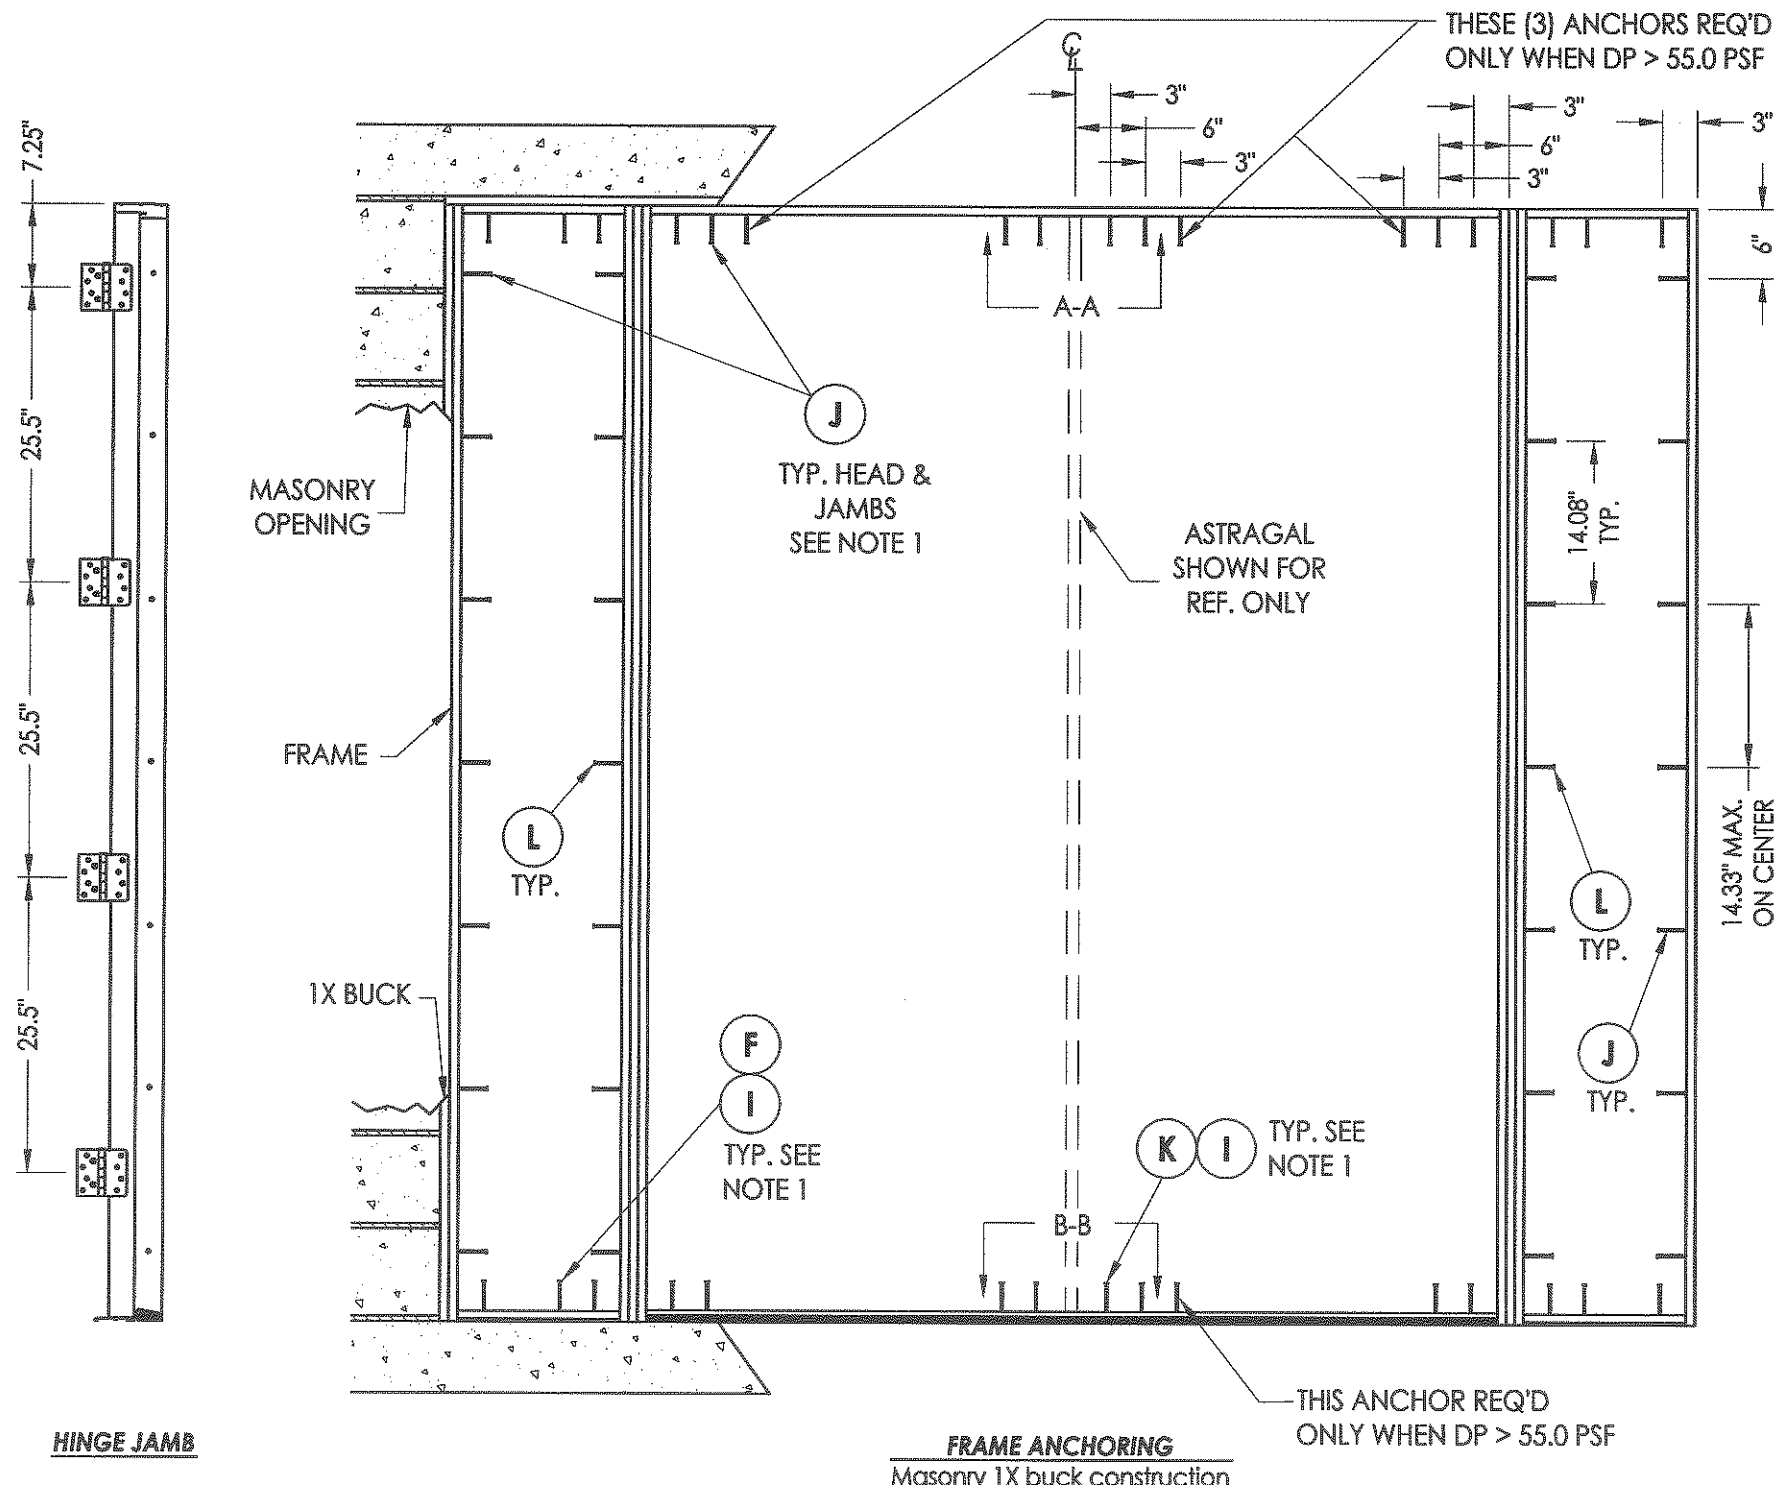 THESE (3) ANCHORS REQ'D
ONLY WHEN DP > 55.0 PSF
℄
3"
6"
3"
3"
6"
3"
3"
6"
7.25"
25.5"
25.5"
25.5"
A-A
J
TYP. HEAD &
JAMBS
SEE NOTE 1
MASONRY
OPENING
ASTRAGAL
SHOWN FOR
REF. ONLY
14.08"
TYP.
14.33" MAX.
ON CENTER
FRAME
L
TYP.
L
TYP.
1X BUCK
F
I
TYP. SEE
NOTE 1
K
I
TYP. SEE
NOTE 1
J
TYP.
B-B
THIS ANCHOR REQ'D
ONLY WHEN DP > 55.0 PSF
HINGE JAMB
FRAME ANCHORING
Masonry 1X buck construction